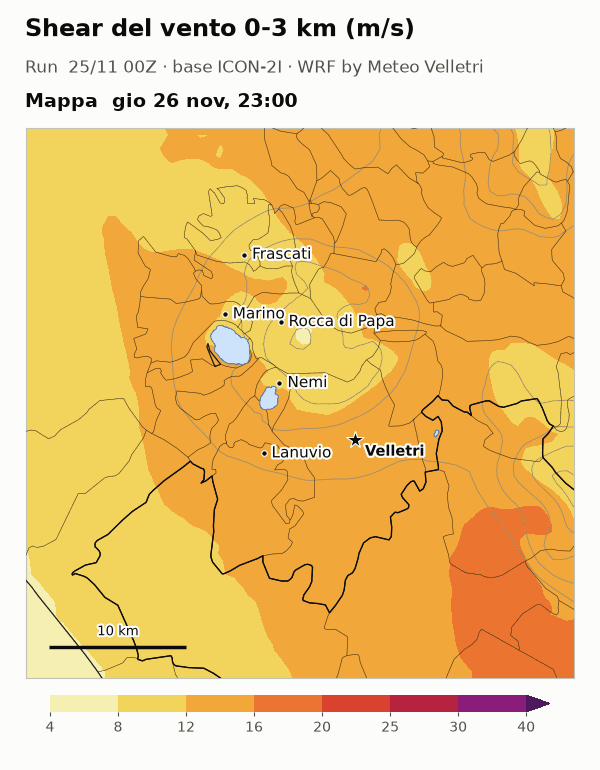 Shear del vento 0-3 km (m/s)
Run  25/11 00Z · base ICON-2I · WRF by Meteo Velletri
Mappa  gio 26 nov, 23:00
Frascati
Marino
Rocca di Papa
Nemi
Velletri
Lanuvio
10 km
4 8 12 16 20 25 30 40